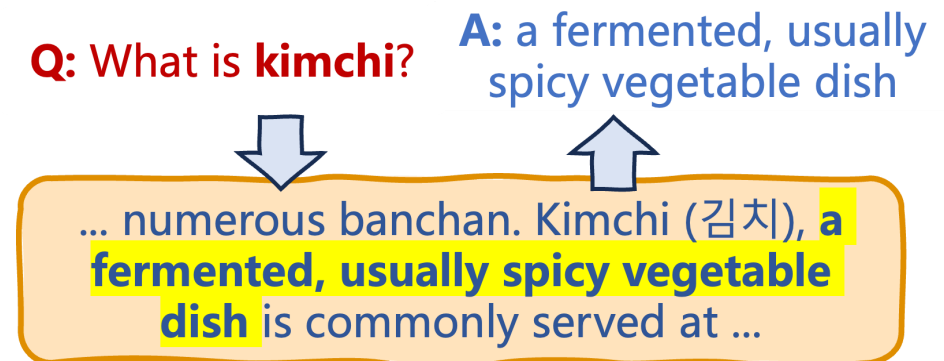 Q: What is kimchi?
A: a fermented, usually
spicy vegetable dish
... numerous banchan. Kimchi (김치), a
fermented, usually spicy vegetable
dish is commonly served at ...